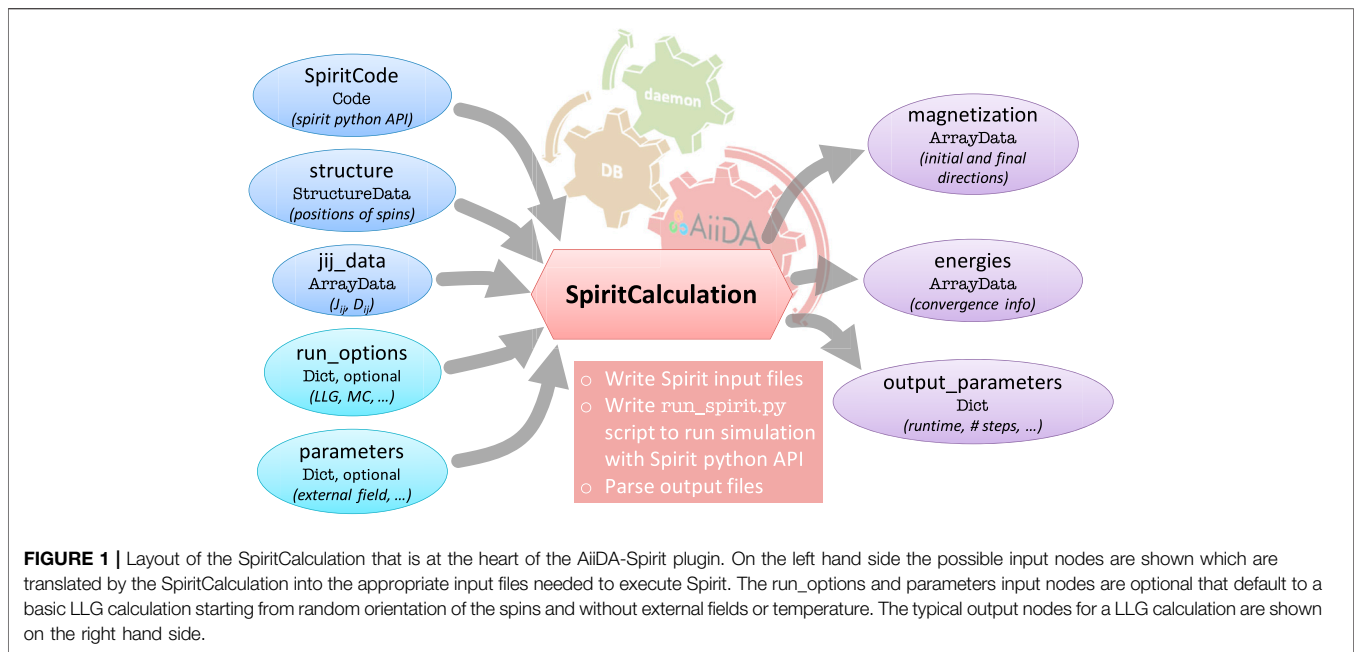 SpiritCode
Code
(spirit python API)
structure
StructureData
(positions of spins)
jij_data
ArrayData
(Jij, Dij)
run_options
Dict, optional
(LLG, MC, ...)
parameters
Dict, optional
(external field, ...)
daemon
DB
AiiDA
SpiritCalculation
○ Write Spirit input files
○ Write run_spirit.py
script to run simulation
with Spirit python API
○ Parse output files
magnetization
ArrayData
(initial and final
directions)
energies
ArrayData
(convergence info)
output_parameters
Dict
(runtime, # steps, ...)
FIGURE 1 | Layout of the SpiritCalculation that is at the heart of the AiiDA-Spirit plugin. On the left hand side the possible input nodes are shown which are
translated by the SpiritCalculation into the appropriate input files needed to execute Spirit. The run_options and parameters input nodes are optional that default to a
basic LLG calculation starting from random orientation of the spins and without external fields or temperature. The typical output nodes for a LLG calculation are shown
on the right hand side.